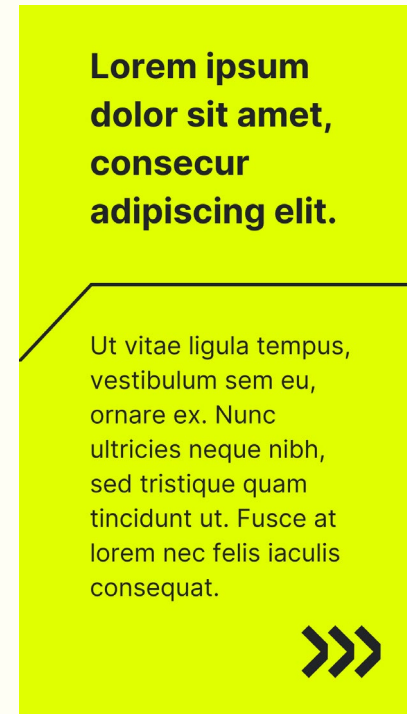 Lorem ipsum
dolor sit amet,
consecur
adipiscing elit.
Ut vitae ligula tempus,
vestibulum sem eu,
ornare ex. Nunc
ultricies neque nibh,
sed tristique quam
tincidunt ut. Fusce at
lorem nec felis iaculis
consequat.